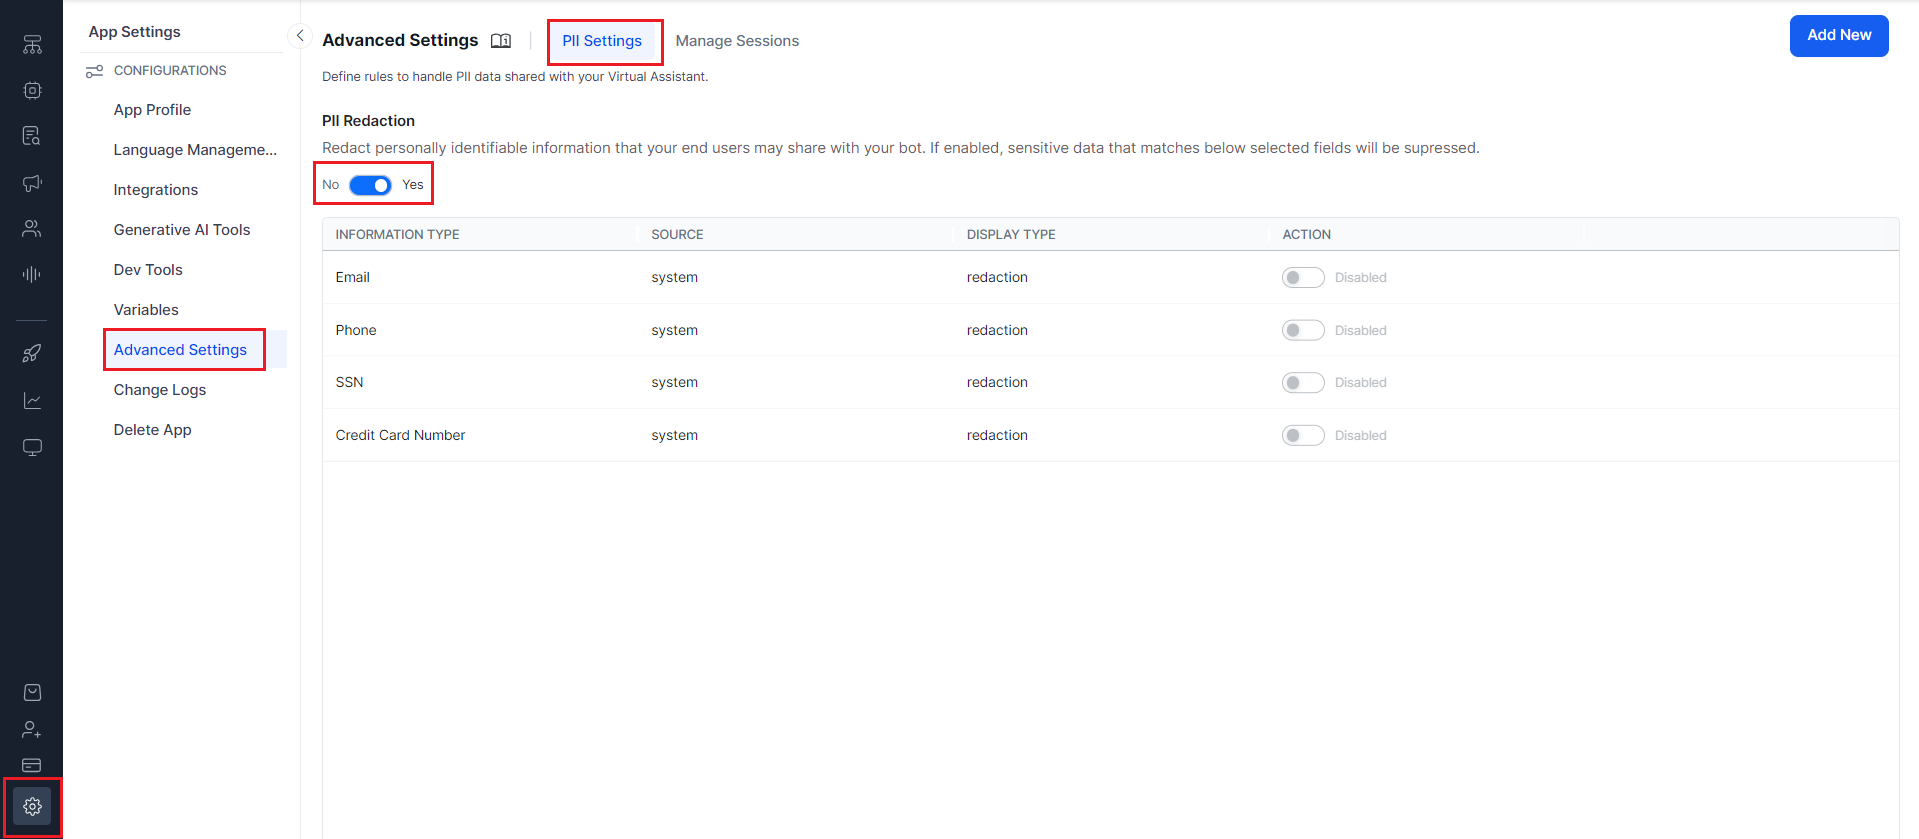 App Settings
CONFIGURATIONS
App Profile
Language Manageme...
Integrations
Generative AI Tools
Dev Tools
Variables
Advanced Settings
Change Logs
Delete App
Advanced Settings PII Settings Manage Sessions Add New
Define rules to handle PII data shared with your Virtual Assistant.
PII Redaction
Redact personally identifiable information that your end users may share with your bot. If enabled, sensitive data that matches below selected fields will be supressed.
No Yes
INFORMATION TYPE SOURCE DISPLAY TYPE ACTION
Email system redaction Disabled
Phone system redaction Disabled
SSN system redaction Disabled
Credit Card Number system redaction Disabled